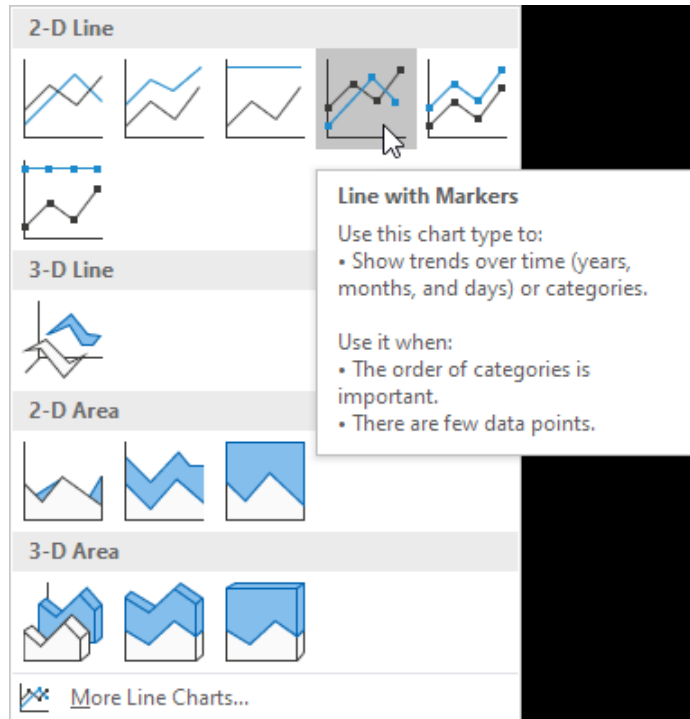 2-D Line
Line with Markers
Use this chart type to:
• Show trends over time (years,
months, and days) or categories.
Use it when:
• The order of categories is
important.
• There are few data points.
3-D Line
2-D Area
3-D Area
More Line Charts...